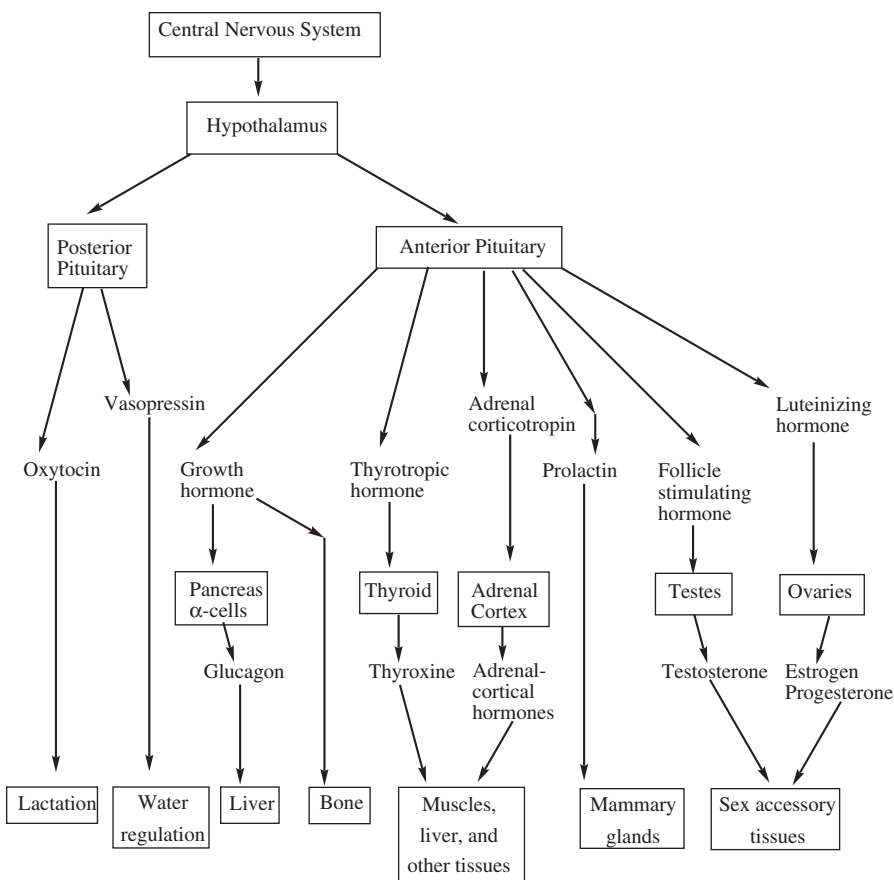 Central Nervous System
Hypothalamus
Posterior
Pituitary
Anterior Pituitary
Vasopressin
Adrenal
corticotropin
Luteinizing
hormone
Oxytocin
Growth
hormone
Thyrotropic
hormone
Prolactin
Follicle
stimulating
hormone
Pancreas
α-cells
Thyroid
Adrenal
Cortex
Testes
Ovaries
Glucagon
Thyroxine
Adrenal-
cortical
hormones
Testosterone
Estrogen
Progesterone
Lactation
Water
regulation
Liver
Bone
Muscles,
liver, and
other tissues
Mammary
glands
Sex accessory
tissues